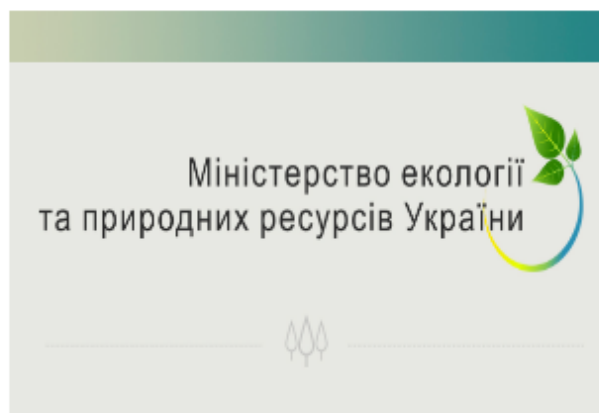 Міністерство екології
та природних ресурсів України